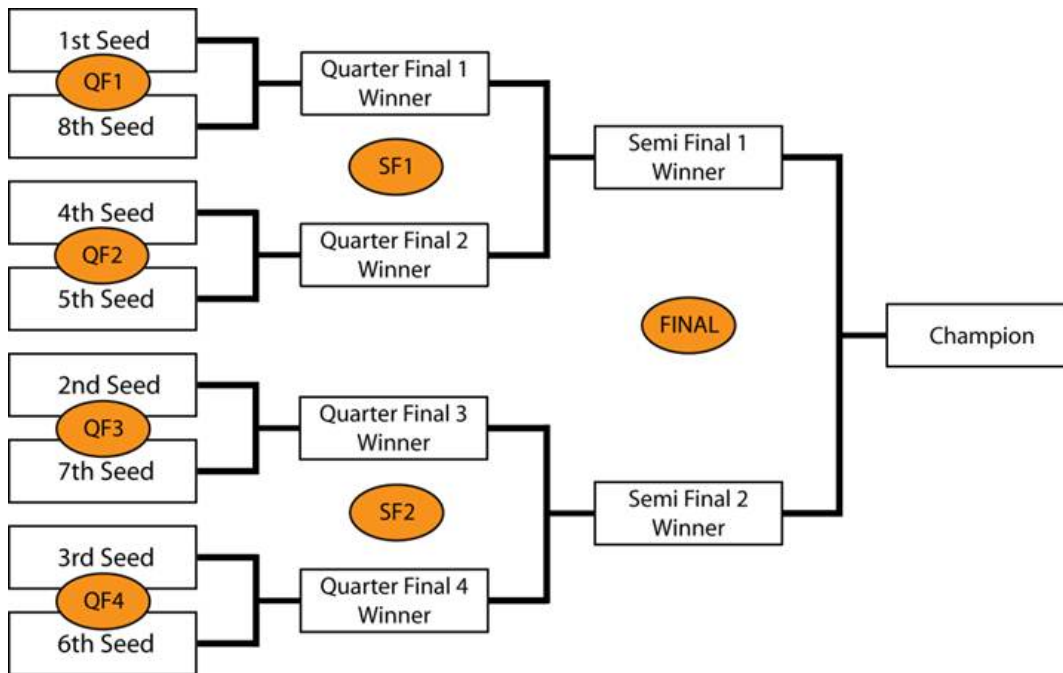 1st Seed
QF1
8th Seed
4th Seed
QF2
5th Seed
2nd Seed
QF3
7th Seed
3rd Seed
QF4
6th Seed
Quarter Final 1
Winner
SF1
Quarter Final 2
Winner
Quarter Final 3
Winner
SF2
Quarter Final 4
Winner
Semi Final 1
Winner
FINAL
Semi Final 2
Winner
Champion